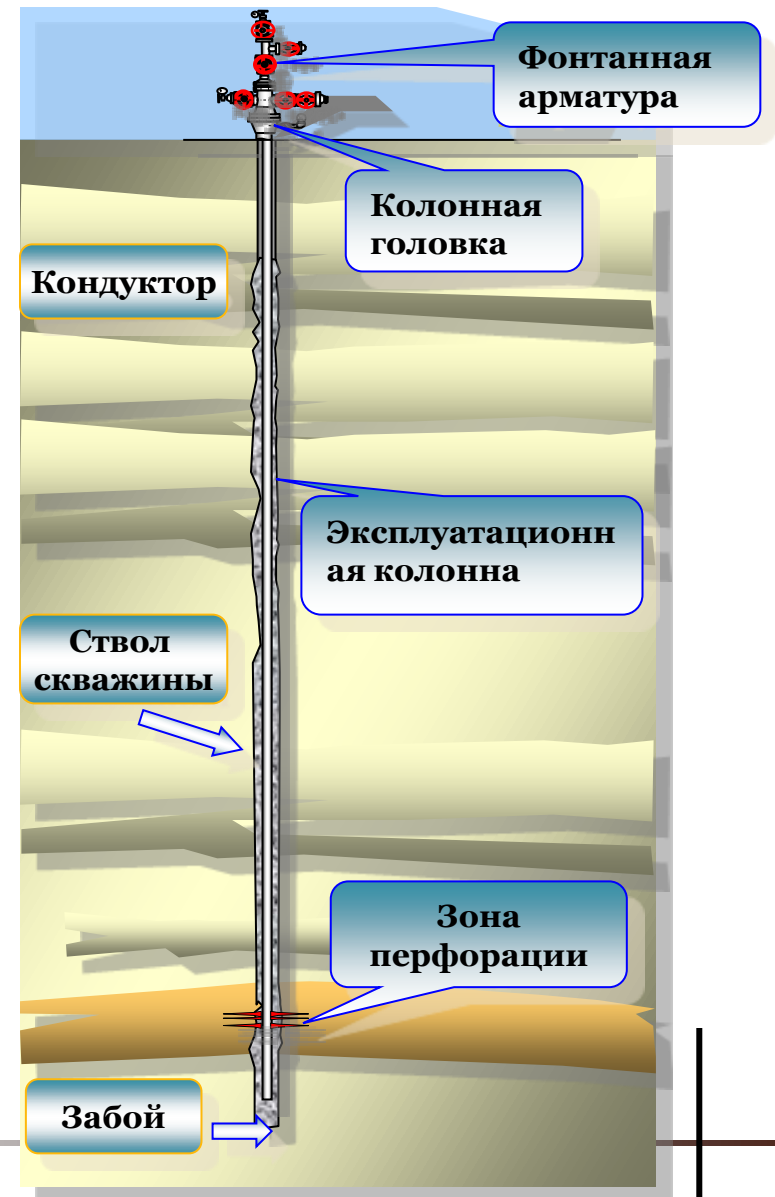 Фонтанная
арматура
Колонная
головка
Кондуктор
Эксплуатационн
ая колонна
Ствол
скважины
Зона
перфорации
Забой